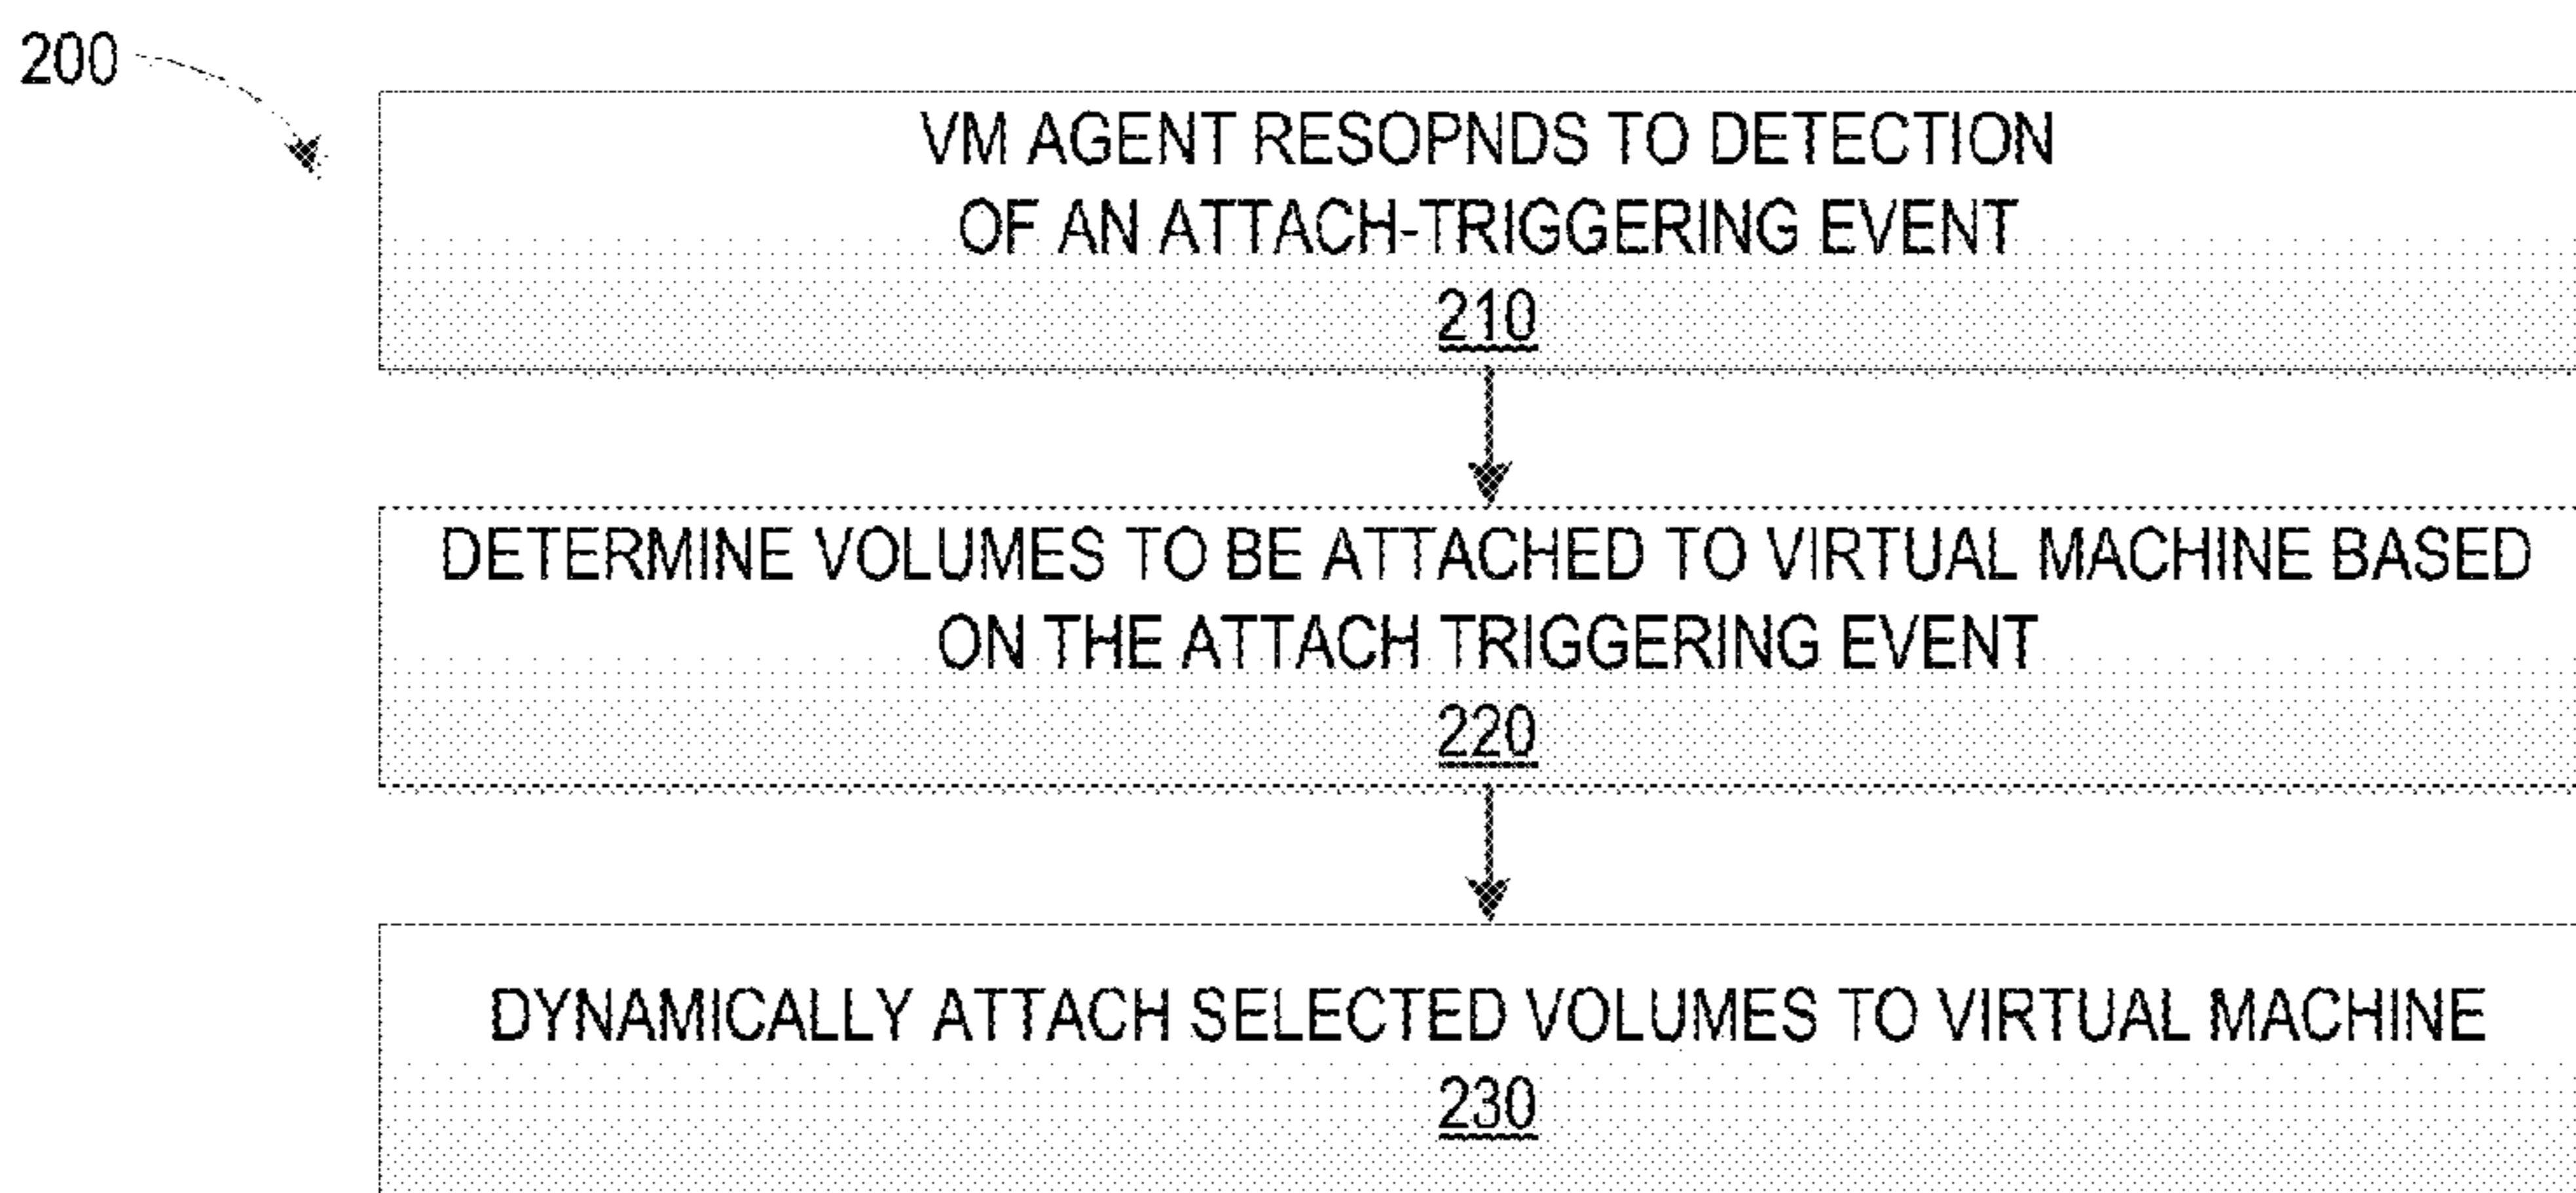 200
VM AGENT RESOPNDS TO DETECTION
OF AN ATTACH-TRIGGERING EVENT
210
DETERMINE VOLUMES TO BE ATTACHED TO VIRTUAL MACHINE BASED
ON THE ATTACH TRIGGERING EVENT
220
DYNAMICALLY ATTACH SELECTED VOLUMES TO VIRTUAL MACHINE
230